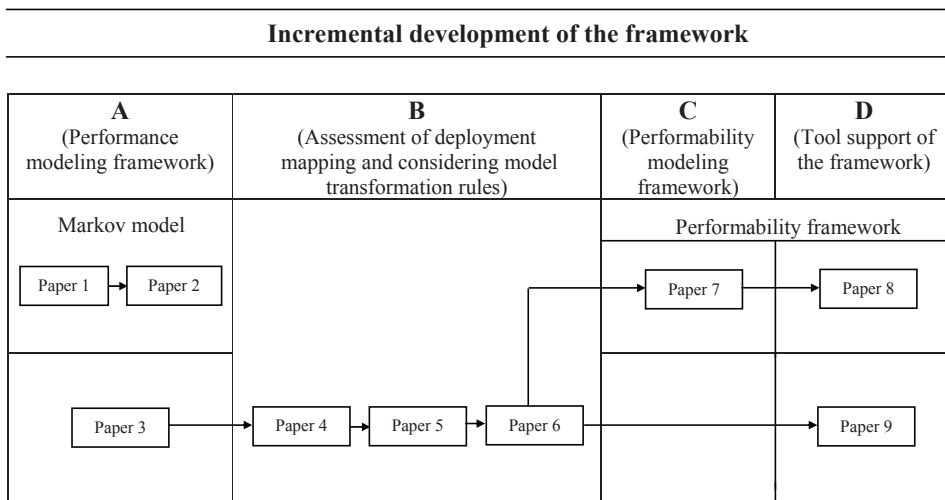 Incremental development of the framework
A
(Performance
modeling framework)
B
(Assessment of deployment
mapping and considering model
transformation rules)
C
(Performability
modeling
framework)
D
(Tool support of
the framework)
Markov model
Performability framework
Paper 1
Paper 2
Paper 7
Paper 8
Paper 3
Paper 4
Paper 5
Paper 6
Paper 9